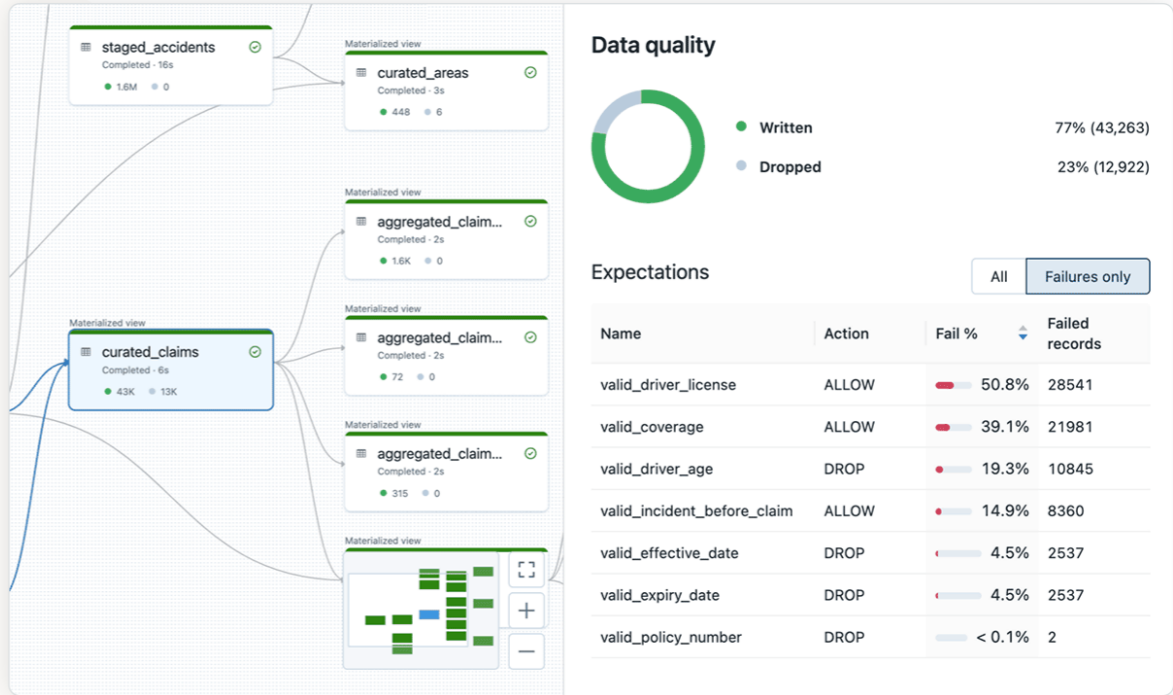 staged_accidents
Completed · 16s
1.6M 0
Materialized view
curated_areas
Completed · 3s
448 6
Materialized view
aggregated_claim...
Completed · 2s
1.6K 0
Materialized view
aggregated_claim...
Completed · 2s
72 0
Materialized view
curated_claims
Completed · 6s
43K 13K
Materialized view
aggregated_claim...
Completed · 2s
315 0
Materialized view
Data quality
Written 77% (43,263)
Dropped 23% (12,922)
Expectations
All Failures only
Name Action Fail % Failed records
valid_driver_license ALLOW 50.8% 28541
valid_coverage ALLOW 39.1% 21981
valid_driver_age DROP 19.3% 10845
valid_incident_before_claim ALLOW 14.9% 8360
valid_effective_date DROP 4.5% 2537
valid_expiry_date DROP 4.5% 2537
valid_policy_number DROP < 0.1% 2